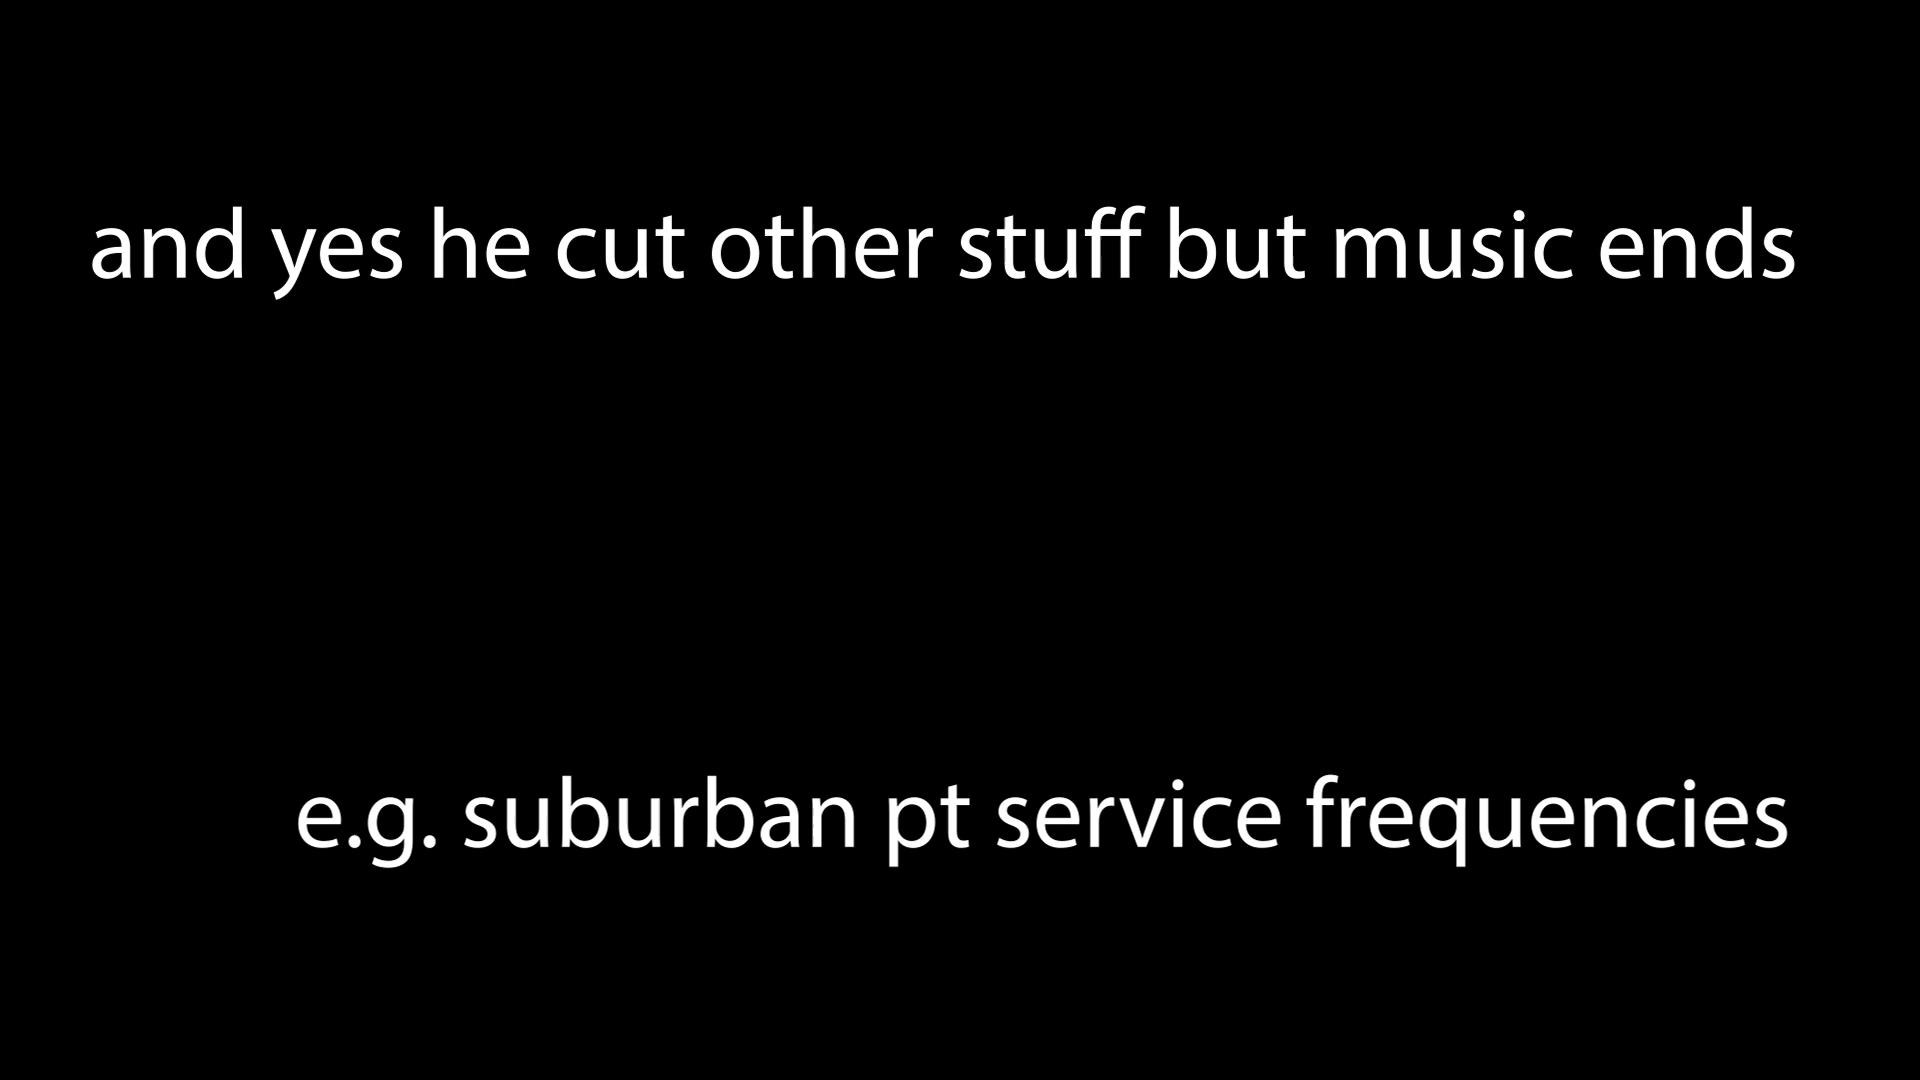 and yes he cut other stuff but music ends
e.g. suburban pt service frequencies